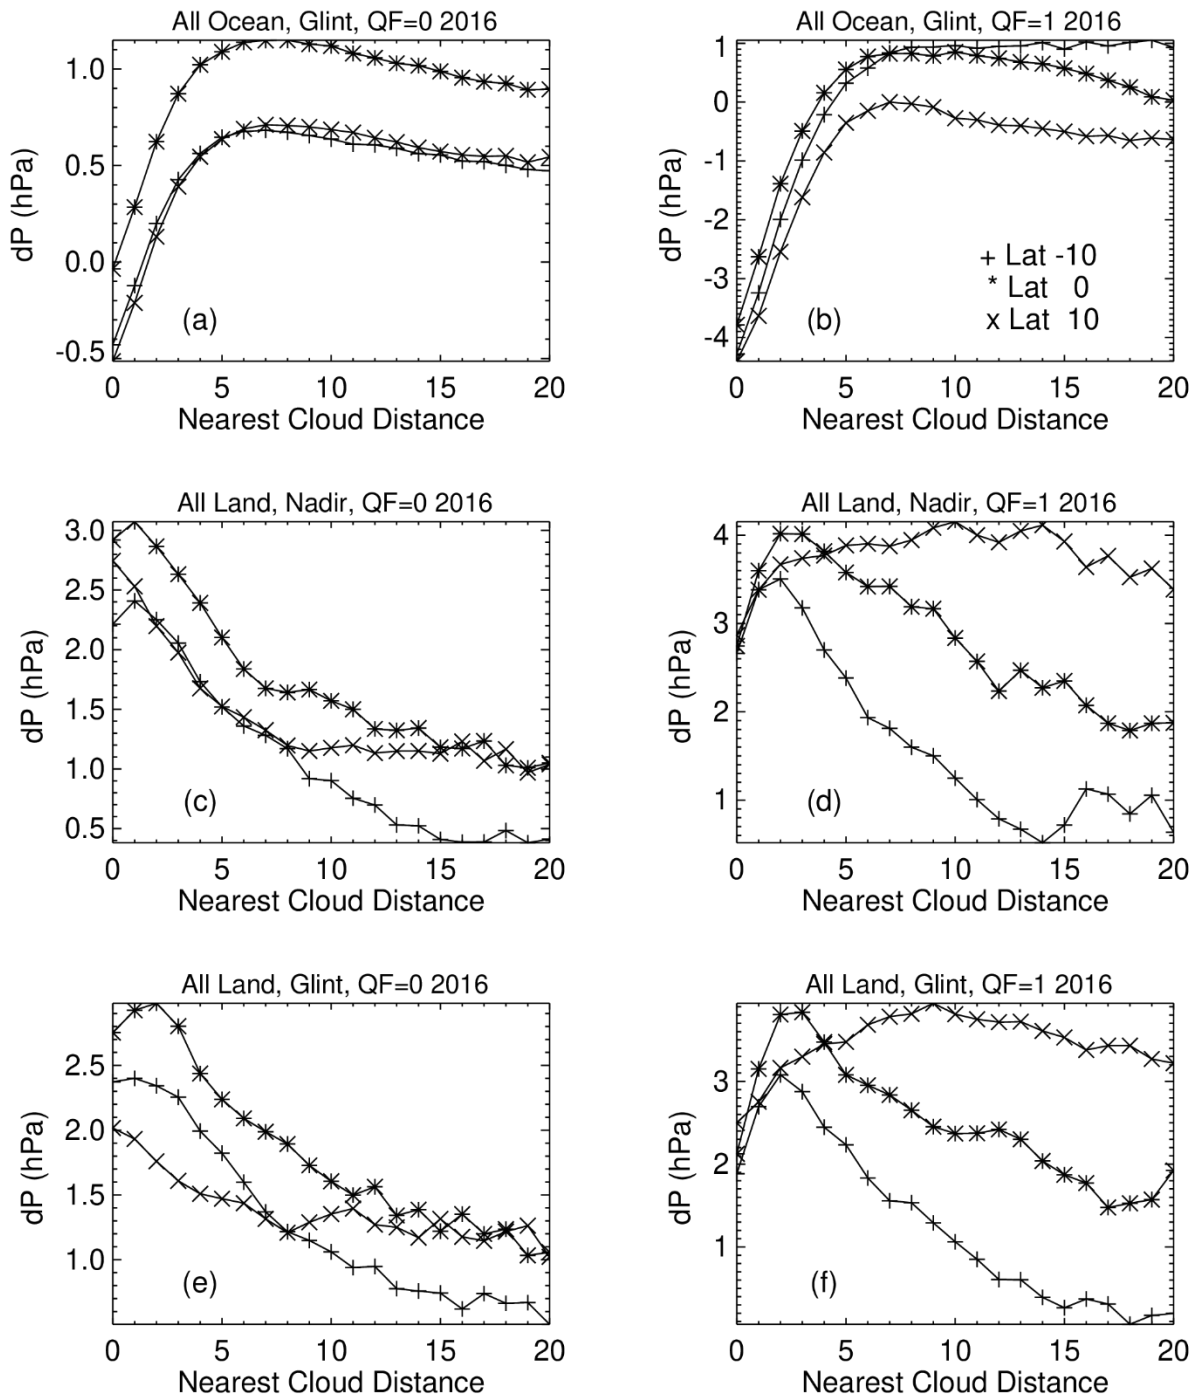 All Ocean, Glint, QF=0 2016
dP (hPa)
1.0
0.5
0.0
-0.5
(a)
0 5 10 15 20
Nearest Cloud Distance
All Ocean, Glint, QF=1 2016
dP (hPa)
1
0
-1
-2
-3
-4
+ Lat -10
* Lat 0
x Lat 10
(b)
0 5 10 15 20
Nearest Cloud Distance
All Land, Nadir, QF=0 2016
dP (hPa)
3.0
2.5
2.0
1.5
1.0
0.5
(c)
0 5 10 15 20
Nearest Cloud Distance
All Land, Nadir, QF=1 2016
dP (hPa)
4
3
2
1
(d)
0 5 10 15 20
Nearest Cloud Distance
All Land, Glint, QF=0 2016
dP (hPa)
2.5
2.0
1.5
1.0
(e)
0 5 10 15 20
Nearest Cloud Distance
All Land, Glint, QF=1 2016
dP (hPa)
3
2
1
(f)
0 5 10 15 20
Nearest Cloud Distance